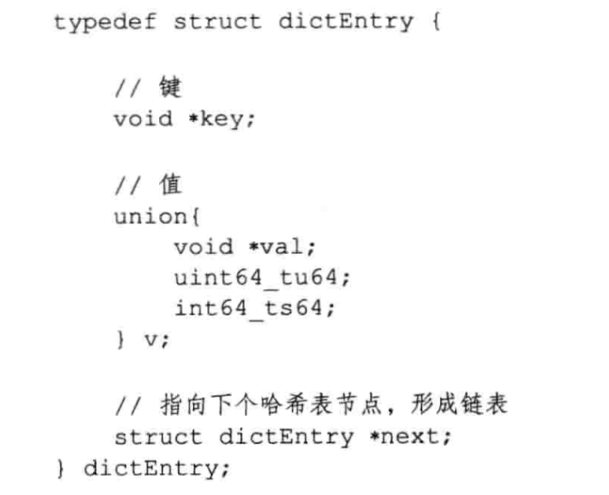 typedef struct dictEntry {
// 键
void *key;
// 值
union{
void *val;
uint64_tu64;
int64_ts64;
} v;
// 指向下个哈希表节点，形成链表
struct dictEntry *next;
} dictEntry;